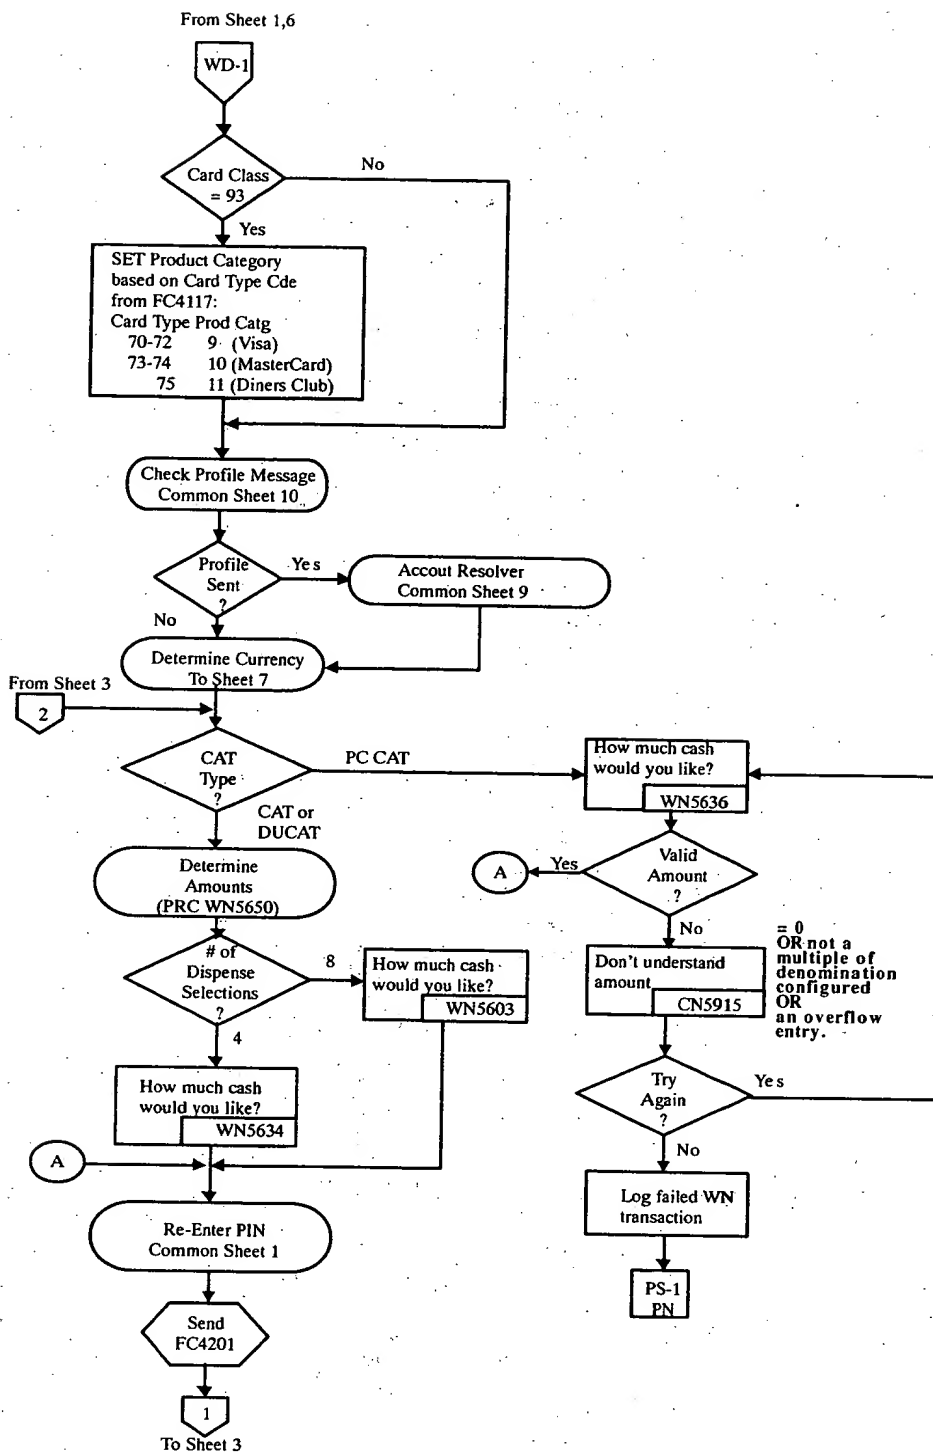 From Sheet 1,6
WD-1
Card Class
= 93
No
Yes
SET Product Category
based on Card Type Cde
from FC4117:
Card Type Prod Catg
70-72 9 (Visa)
73-74 10 (MasterCard)
75 11 (Diners Club)
Check Profile Message
Common Sheet 10
Profile
Sent
?
Yes
Accout Resolver
Common Sheet 9
No
Determine Currency
To Sheet 7
From Sheet 3
2
CAT
Type
?
PC CAT
CAT or
DUCAT
How much cash
would you like?
WN5636
Valid
Amount
?
Yes
A
No
Don't understand
amount
CN5915
= 0
OR not a
multiple of
denomination
configured
OR
an overflow
entry.
Try
Again
?
Yes
No
Log failed WN
transaction
PS-1
PN
Determine
Amounts
(PRC WN5650)
# of
Dispense
Selections
?
8
How much cash
would you like?
WN5603
4
How much cash
would you like?
WN5634
A
Re-Enter PIN
Common Sheet 1
Send
FC4201
1
To Sheet 3